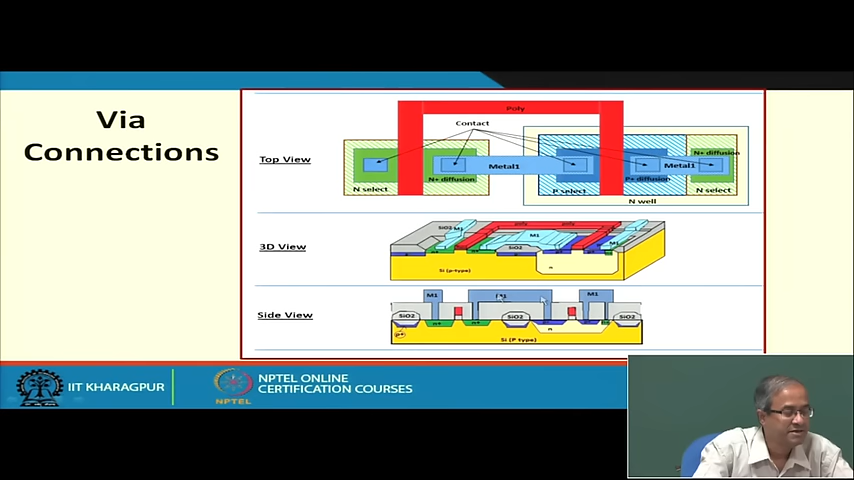 Via
Connections
Poly
Contact
Top View
Metal1
Metal1
N+ diffusion
N+ diffusion
P+ diffusion
N select
P select
N select
N well
3D View
SiO2
M1
poly
poly
M1
SiO2
M1
n
Si (p-type)
Side View
M1
M1
M1
SiO2
SiO2
SiO2
n+
n+
n
p+
Si (P type)
IIT KHARAGPUR
NPTEL
NPTEL ONLINE
CERTIFICATION COURSES